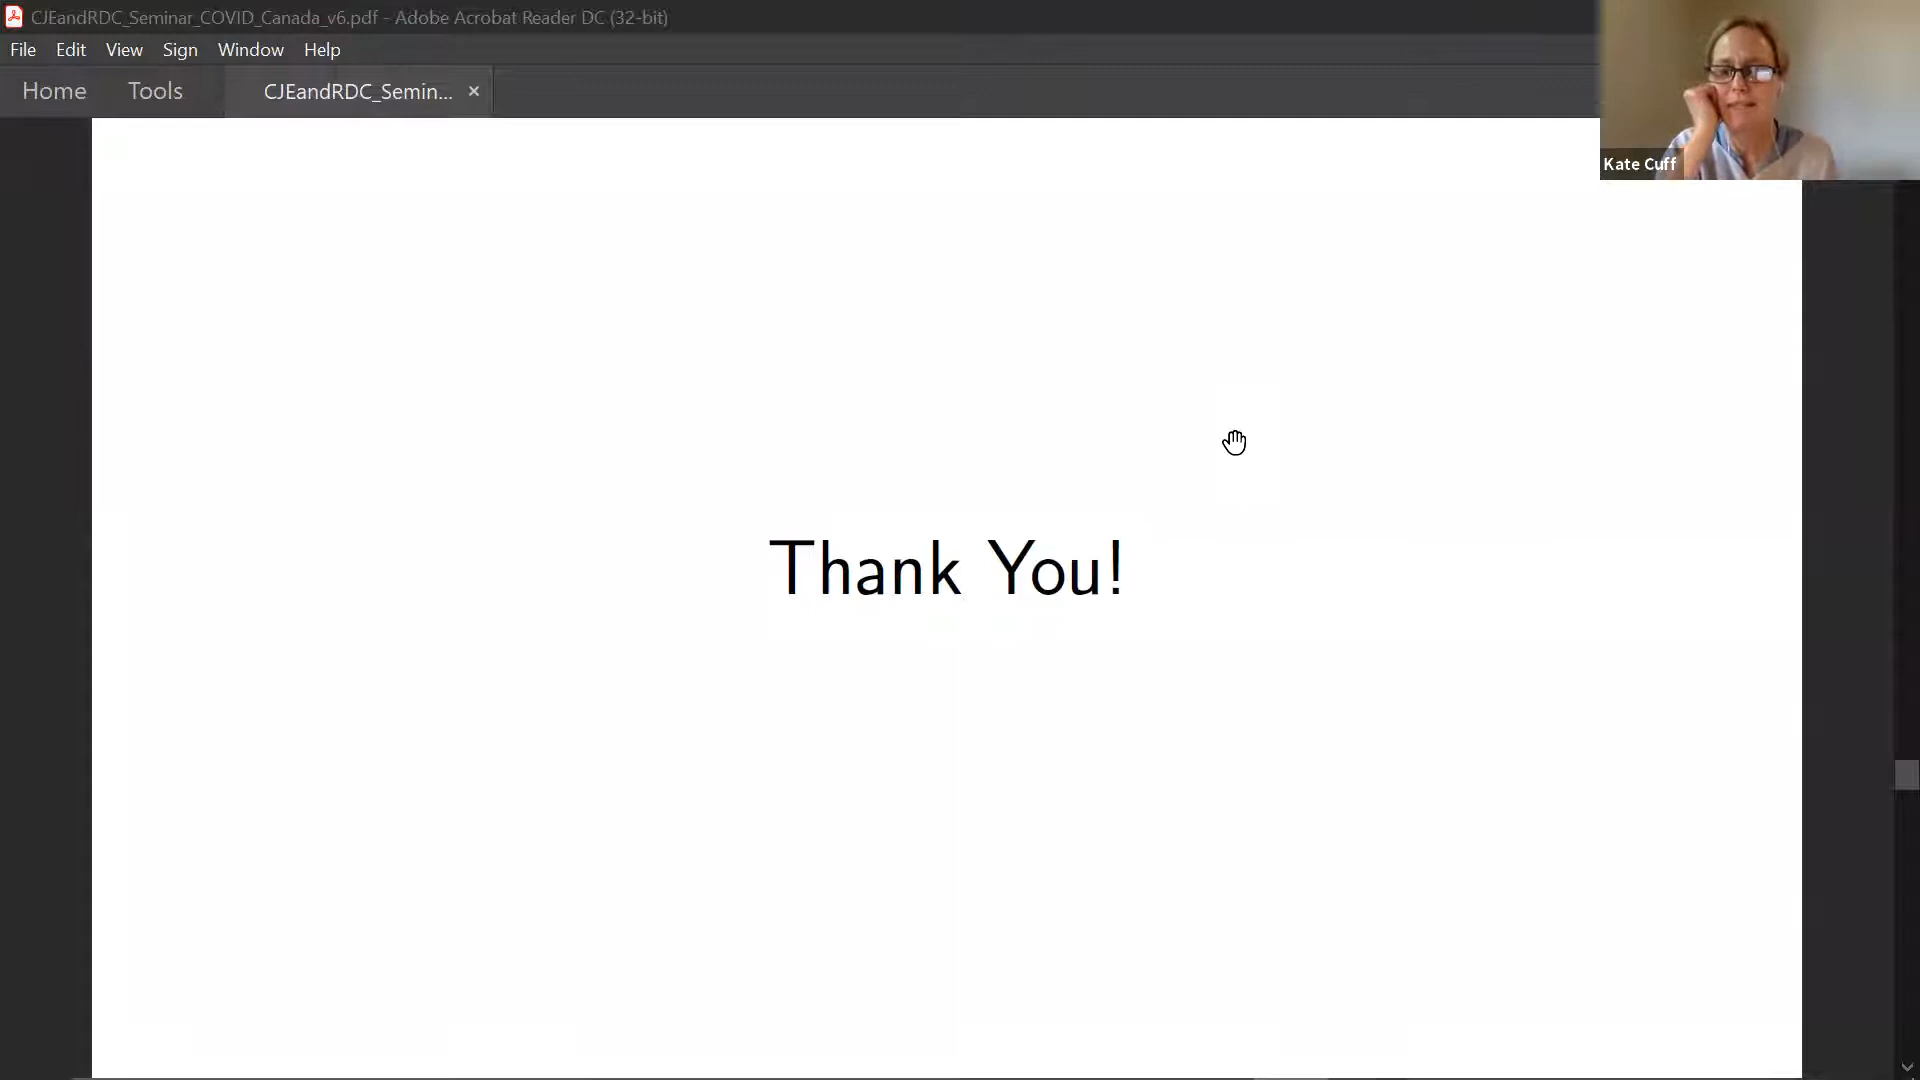 CJEandRDC_Seminar_COVID_Canada_v6.pdf - Adobe Acrobat Reader DC (32-bit)
File Edit View Sign Window Help
Home Tools CJEandRDC_Semin... ×
Kate Cuff
Thank You!